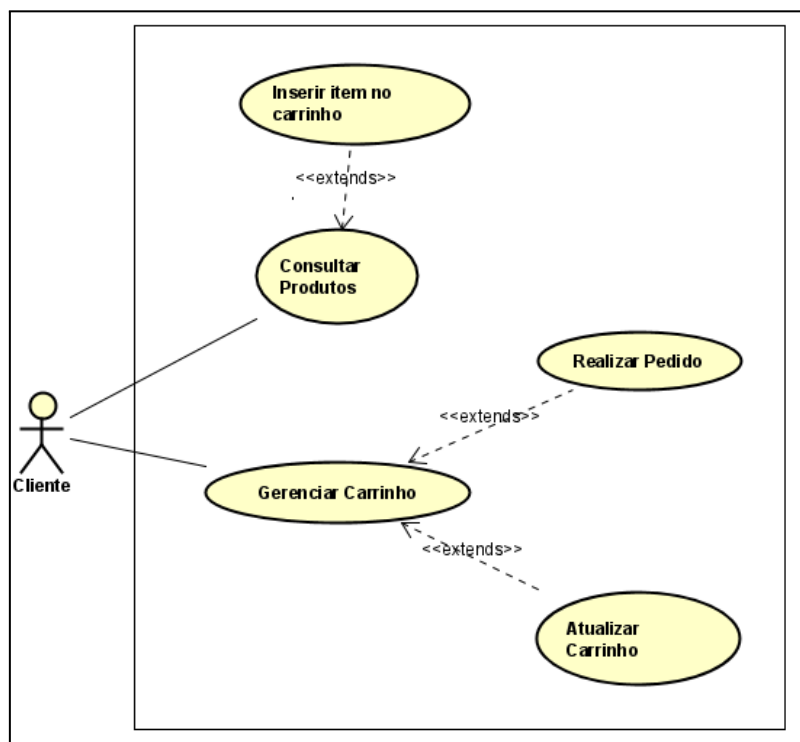 Inserir item no
carrinho
<<extends>>
Consultar
Produtos
Realizar Pedido
<<extends>>
Cliente
Gerenciar Carrinho
<<extends>>
Atualizar
Carrinho